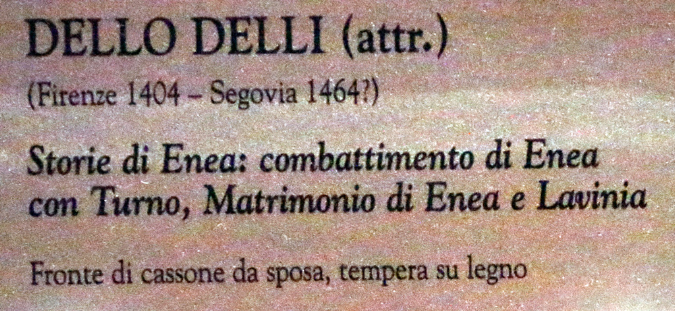 DELLO DELLI (attr.)
(Firenze 1404 – Segovia 1464?)
Storie di Enea: combattimento di Enea
con Turno, Matrimonio di Enea e Lavinia
Fronte di cassone da sposa, tempera su legno